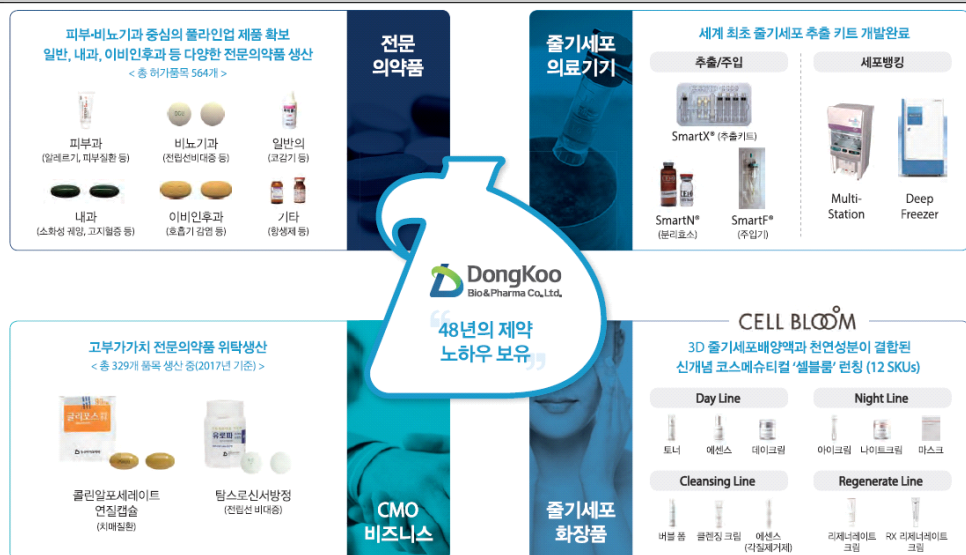 피부•비뇨기과 중심의 풀라인업 제품 확보
일반, 내과, 이비인후과 등 다양한 전문의약품 생산
< 총 허가품목 564개 >
피부과
(알레르기, 피부질환 등)
비뇨기과
(전립선비대증 등)
일반의
(코감기 등)
내과
(소화성 궤양, 고지혈증 등)
이비인후과
(호흡기 감염 등)
기타
(항생제 등)
전문
의약품
줄기세포
의료기기
세계 최초 줄기세포 추출 키트 개발완료
추출/주입
SmartX® (추출키트)
SmartN®
(분리효소)
SmartF®
(주입기)
세포뱅킹
Multi-
Station
Deep
Freezer
DongKoo
Bio&Pharma Co., Ltd.
“48년의 제약
노하우 보유”
고부가가치 전문의약품 위탁생산
< 총 329개 품목 생산 중(2017년 기준) >
글리포스
유로파
콜린알포세레이트
연질캡슐
(치매질환)
탐스로신서방정
(전립선 비대증)
CMO
비즈니스
줄기세포
화장품
CELL BLOOM
3D 줄기세포배양액과 천연성분이 결합된
신개념 코스메슈티컬 ‘셀블룸’ 런칭 (12 SKUs)
Day Line
토너
에센스
데이크림
Night Line
아이크림
나이트크림
마스크
Cleansing Line
버블 폼
클렌징 크림
에센스
(각질제거제)
Regenerate Line
리제너레이트
크림
RX 리제너레이트
크림